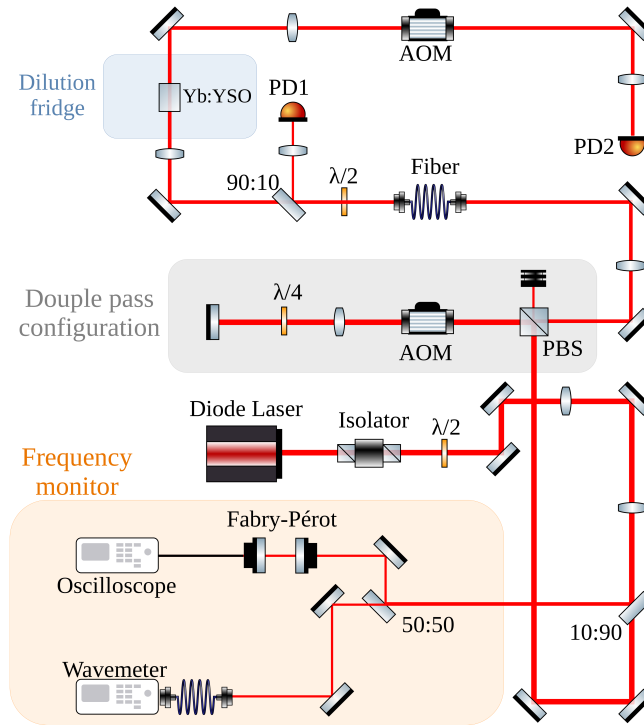 AOM
Dilution
fridge
Yb:YSO
PD1
PD2
90:10
λ/2
Fiber
Douple pass
configuration
λ/4
AOM
PBS
Diode Laser
Isolator
λ/2
Frequency
monitor
Fabry-Pérot
Oscilloscope
50:50
10:90
Wavemeter